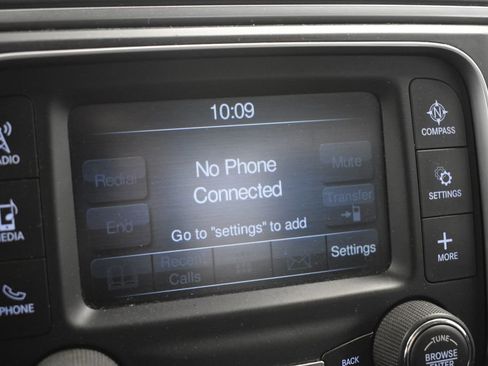 10:09
No Phone
Connected
Go to "settings" to add
Redial
End
Mute
Transfer
Recent
Calls
Settings
ADIO
MEDIA
PHONE
N
COMPASS
SETTINGS
MORE
BACK
TUNE
BROWSE
ENTER